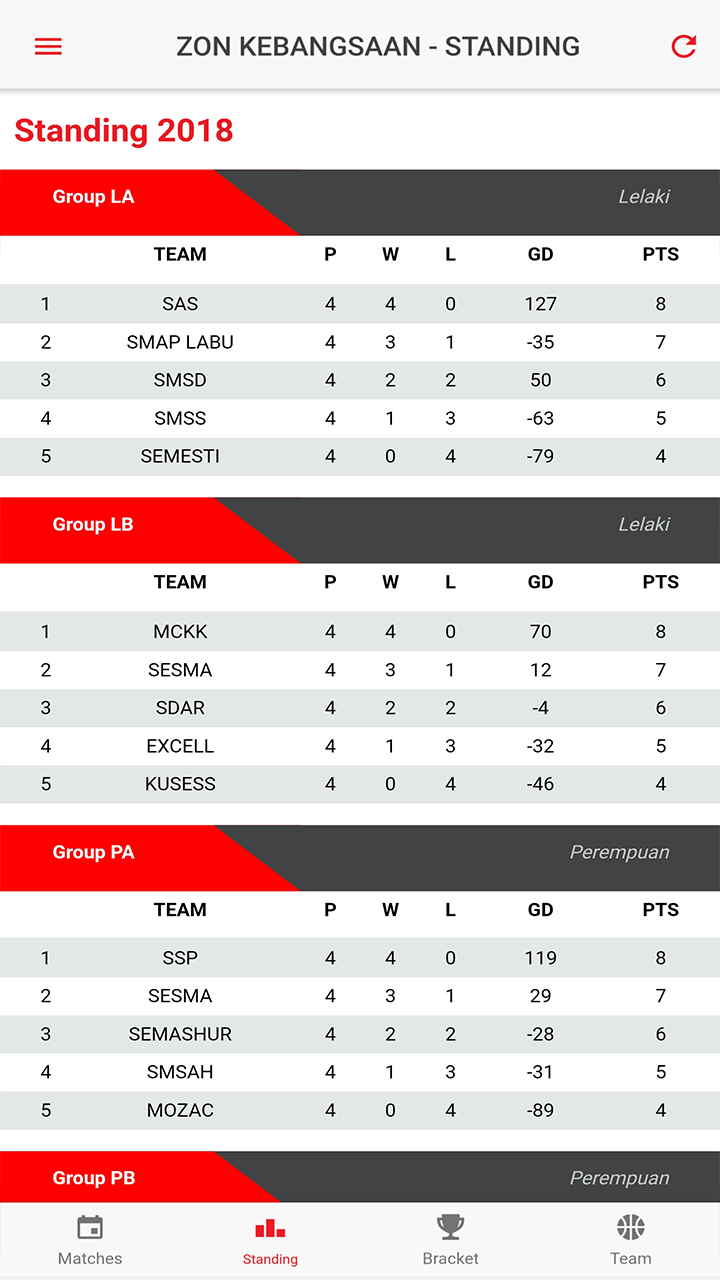 ZON KEBANGSAAN - STANDING
Standing 2018
Group LA Lelaki
TEAM P W L GD PTS
1 SAS 4 4 0 127 8
2 SMAP LABU 4 3 1 -35 7
3 SMSD 4 2 2 50 6
4 SMSS 4 1 3 -63 5
5 SEMESTI 4 0 4 -79 4
Group LB Lelaki
TEAM P W L GD PTS
1 MCKK 4 4 0 70 8
2 SESMA 4 3 1 12 7
3 SDAR 4 2 2 -4 6
4 EXCELL 4 1 3 -32 5
5 KUSESS 4 0 4 -46 4
Group PA Perempuan
TEAM P W L GD PTS
1 SSP 4 4 0 119 8
2 SESMA 4 3 1 29 7
3 SEMASHUR 4 2 2 -28 6
4 SMSAH 4 1 3 -31 5
5 MOZAC 4 0 4 -89 4
Group PB Perempuan
Matches Standing Bracket Team